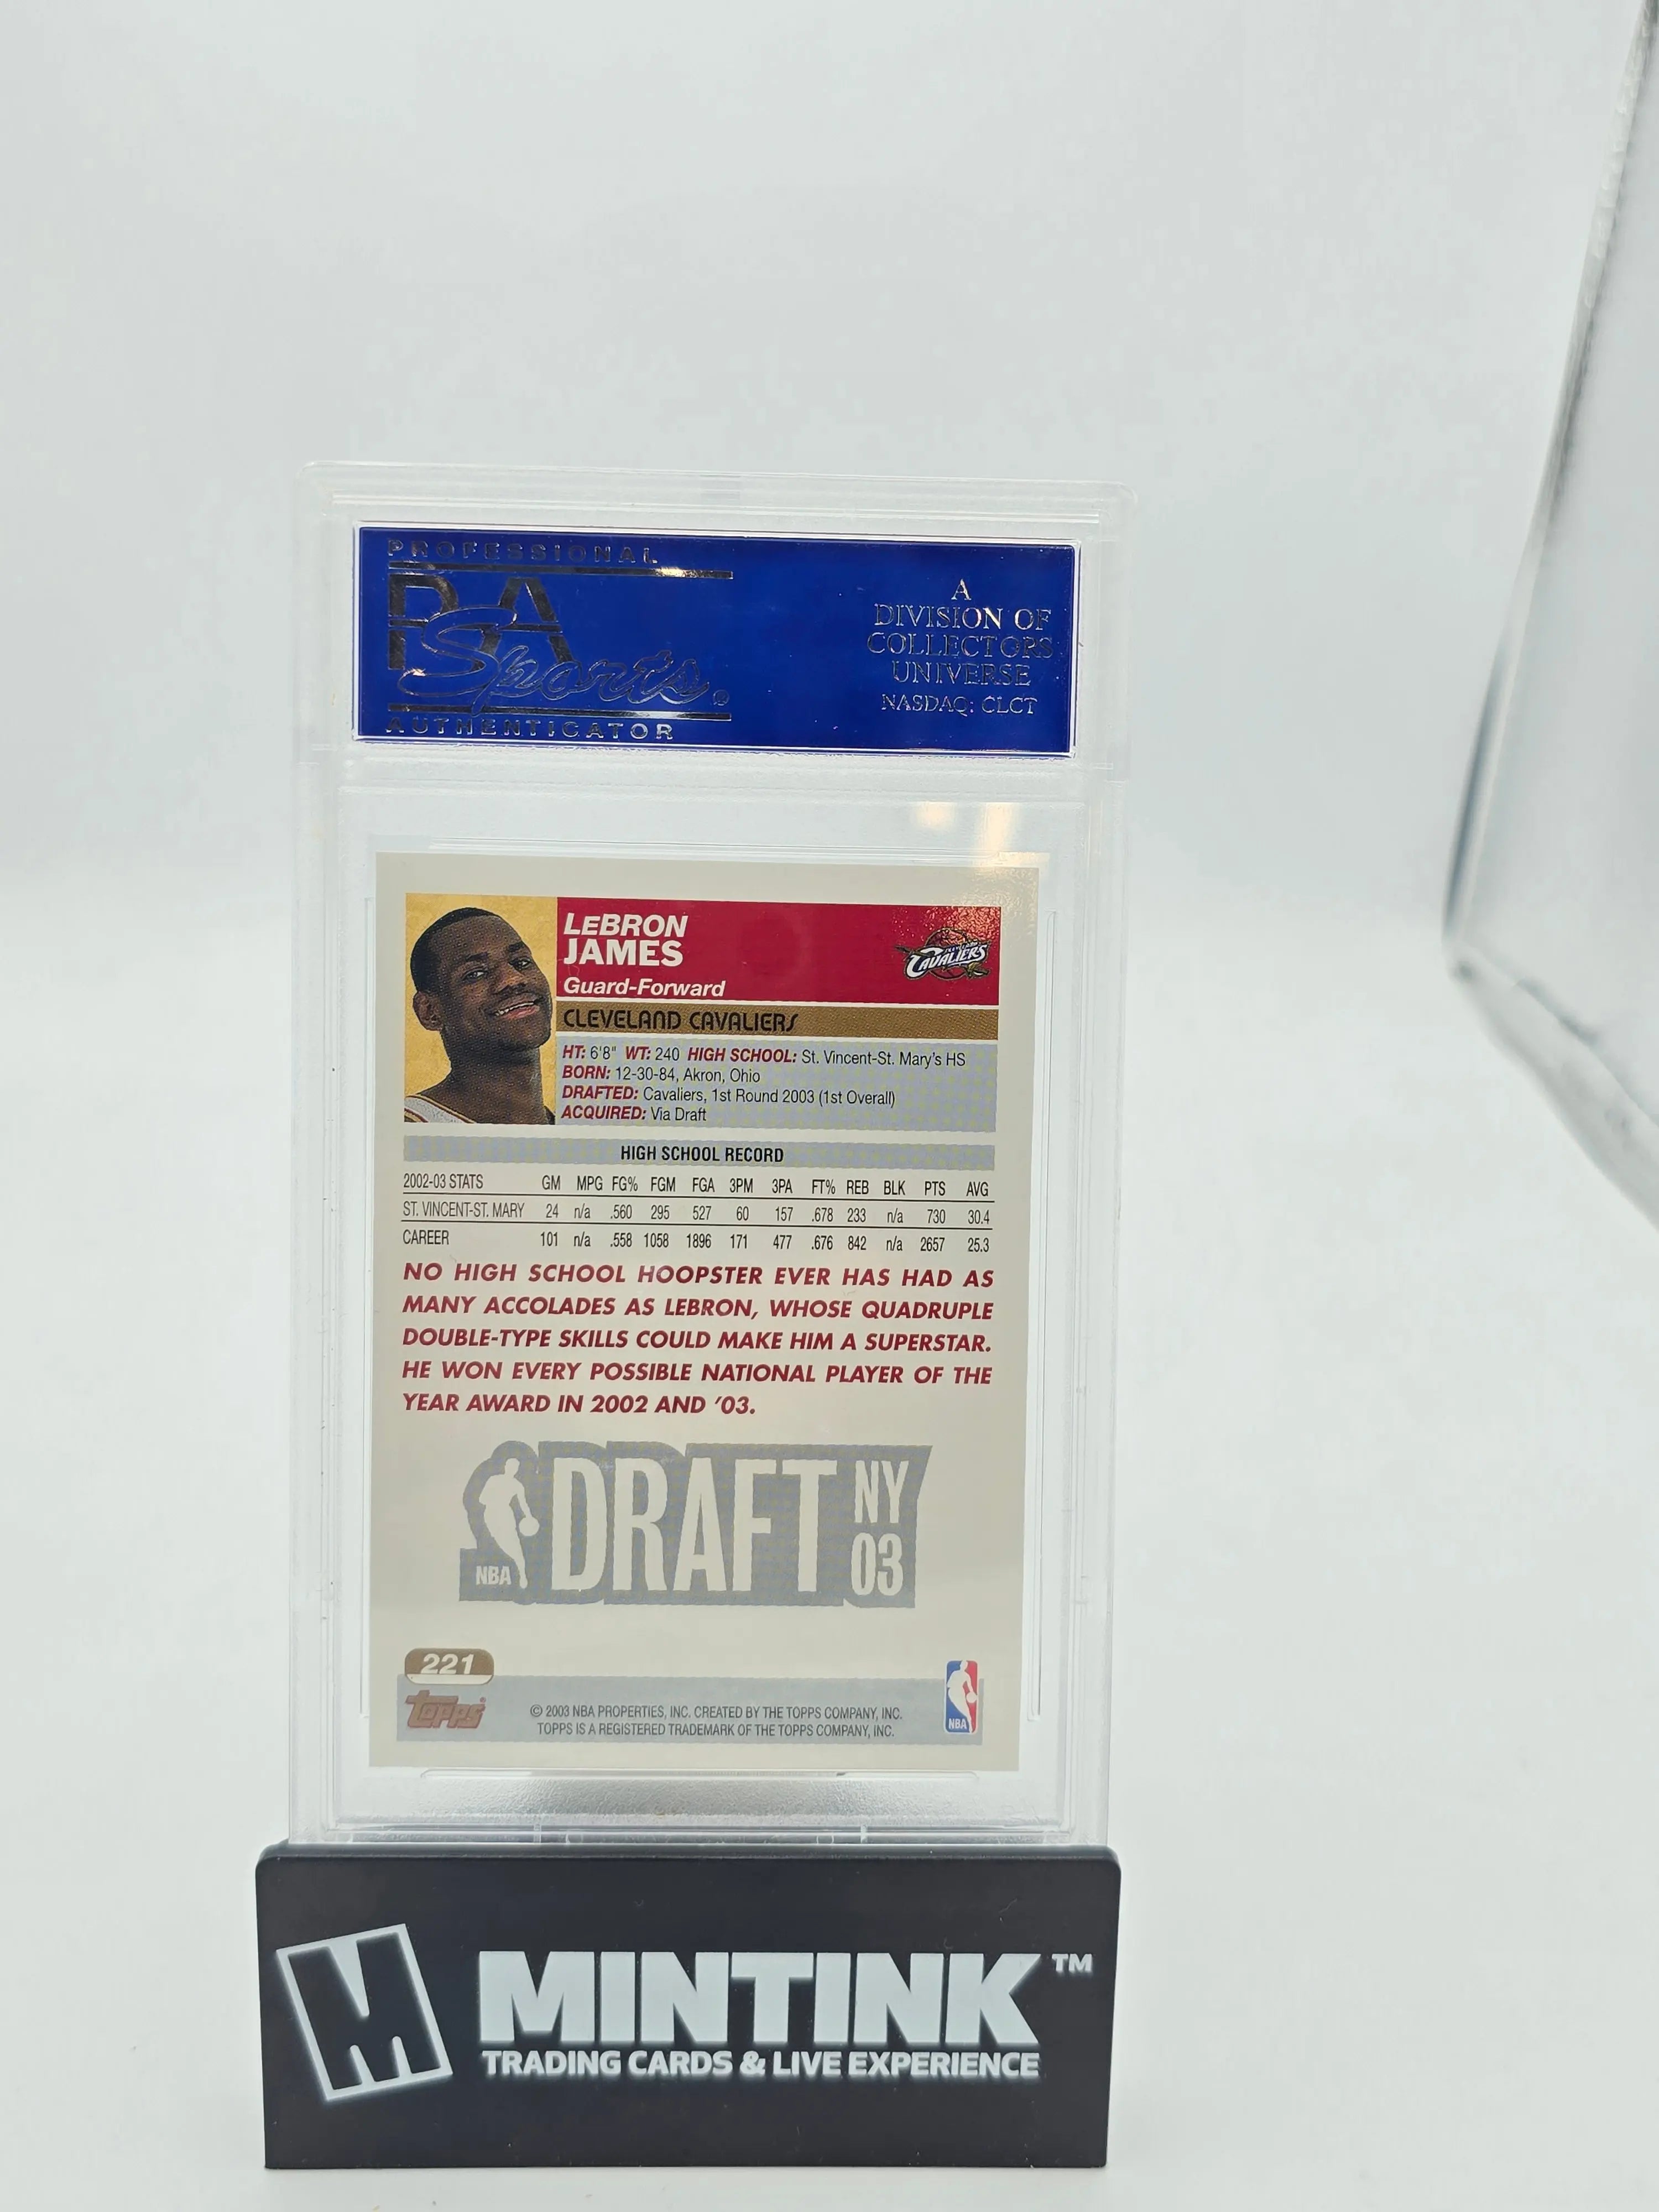 PROFESSIONAL
PSA
Sports®
AUTHENTICATOR
A
DIVISION OF
COLLECTORS
UNIVERSE
NASDAQ: CLCT
LeBRON
JAMES
Guard-Forward
CAVALIERS
CLEVELAND CAVALIERS
HT: 6'8" WT: 240 HIGH SCHOOL: St. Vincent-St. Mary's HS
BORN: 12-30-84, Akron, Ohio
DRAFTED: Cavaliers, 1st Round 2003 (1st Overall)
ACQUIRED: Via Draft
HIGH SCHOOL RECORD
2002-03 STATS GM MPG FG% FGM FGA 3PM 3PA FT% REB BLK PTS AVG
ST. VINCENT-ST. MARY 24 n/a .560 295 527 60 157 .678 233 n/a 730 30.4
CAREER 101 n/a .558 1058 1896 171 477 .676 842 n/a 2657 25.3
NO HIGH SCHOOL HOOPSTER EVER HAS HAD AS
MANY ACCOLADES AS LEBRON, WHOSE QUADRUPLE
DOUBLE-TYPE SKILLS COULD MAKE HIM A SUPERSTAR.
HE WON EVERY POSSIBLE NATIONAL PLAYER OF THE
YEAR AWARD IN 2002 AND '03.
NBA DRAFT NY
03
221
topps
© 2003 NBA PROPERTIES, INC. CREATED BY THE TOPPS COMPANY, INC.
TOPPS IS A REGISTERED TRADEMARK OF THE TOPPS COMPANY, INC.
NBA
M MINTINK™
TRADING CARDS & LIVE EXPERIENCE